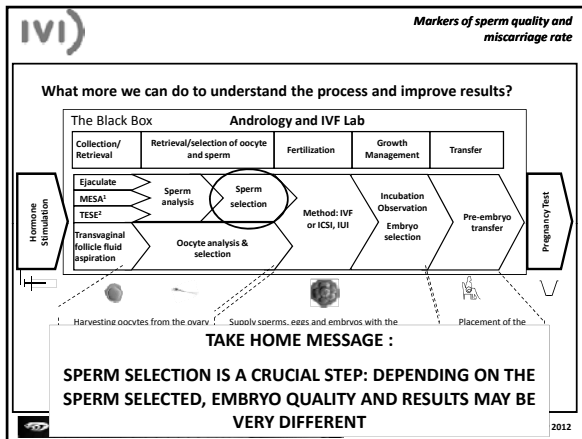 IVI
Markers of sperm quality and
miscarriage rate
What more we can do to understand the process and improve results?
The Black Box
Andrology and IVF Lab
Collection/
Retrieval
Retrieval/selection of oocyte
and sperm
Fertilization
Growth
Management
Transfer
Hormone
Stimulation
Ejaculate
MESA¹
TESE²
Sperm
analysis
Sperm
selection
Transvaginal
follicle fluid
aspiration
Oocyte analysis &
selection
Method: IVF
or ICSI, IUI
Incubation
Observation
Embryo
selection
Pre-embryo
transfer
Pregnancy Test
Harvesting oocytes from the ovary
Supply sperms, eggs and embryos with the
Placement of the
TAKE HOME MESSAGE :
SPERM SELECTION IS A CRUCIAL STEP: DEPENDING ON THE
SPERM SELECTED, EMBRYO QUALITY AND RESULTS MAY BE
VERY DIFFERENT
2012